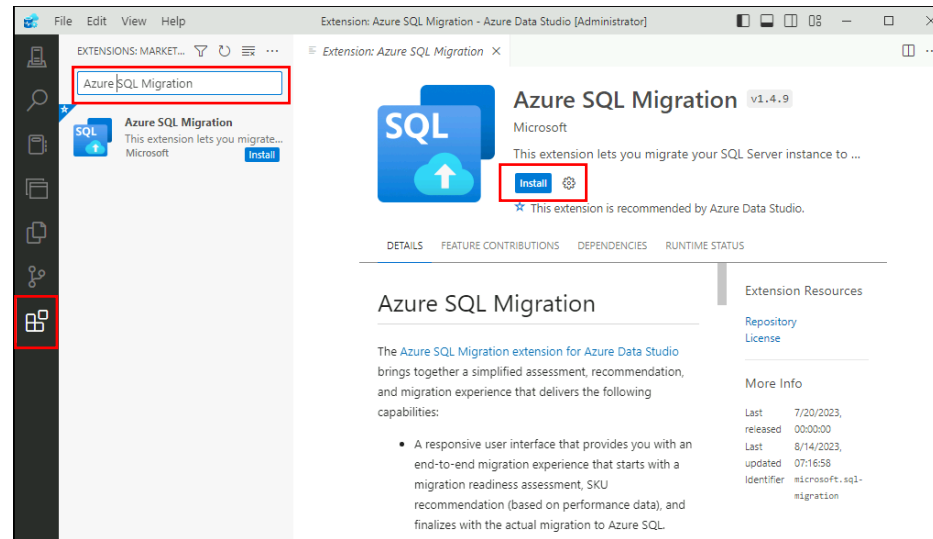 File Edit View Help
Extension: Azure SQL Migration - Azure Data Studio [Administrator]
EXTENSIONS: MARKET...
Extension: Azure SQL Migration
Azure SQL Migration
SQL
Azure SQL Migration
This extension lets you migrate...
Microsoft
Install
SQL
Azure SQL Migration v1.4.9
Microsoft
This extension lets you migrate your SQL Server instance to ...
Install
This extension is recommended by Azure Data Studio.
DETAILS FEATURE CONTRIBUTIONS DEPENDENCIES RUNTIME STATUS
Azure SQL Migration
The Azure SQL Migration extension for Azure Data Studio
brings together a simplified assessment, recommendation,
and migration experience that delivers the following
capabilities:
• A responsive user interface that provides you with an
end-to-end migration experience that starts with a
migration readiness assessment, SKU
recommendation (based on performance data), and
finalizes with the actual migration to Azure SQL.
Extension Resources
Repository
License
More Info
Last 7/20/2023,
released 00:00:00
Last 8/14/2023,
updated 07:16:58
Identifier microsoft.sql-
migration